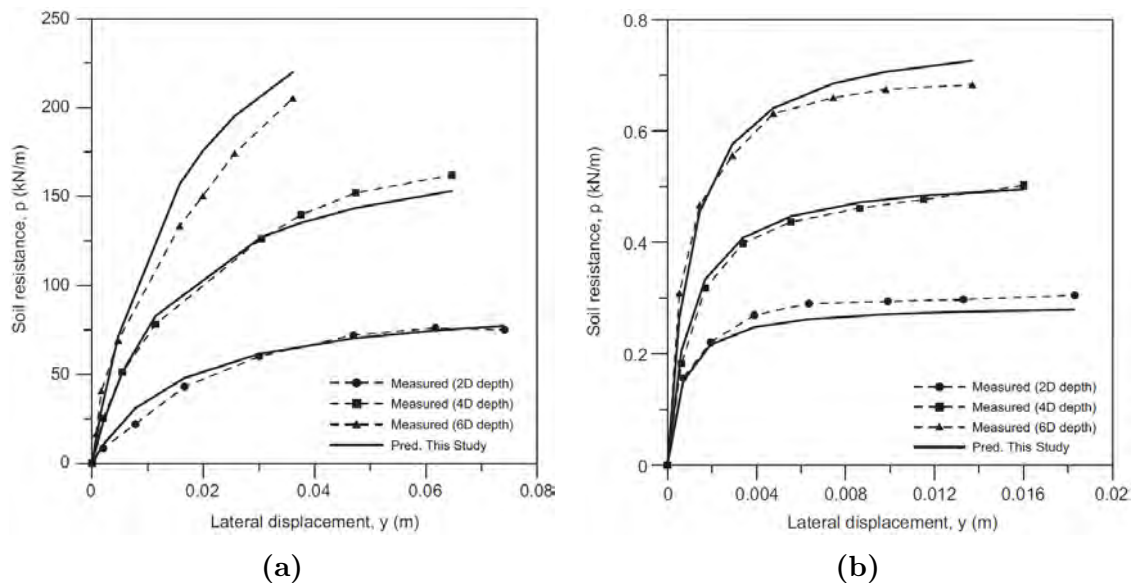 250
200
150
100
50
0
Soil resistance, p (kN/m)
Measured (2D depth)
Measured (4D depth)
Measured (6D depth)
Pred. This Study
0
0.02
0.04
0.06
0.08
Lateral displacement, y (m)
(a)
0.8
0.6
0.4
0.2
0
Soil resistance, p (kN/m)
Measured (2D depth)
Measured (4D depth)
Measured (6D depth)
Pred. This Study
0
0.004
0.008
0.012
0.016
0.02
Lateral displacement, y (m)
(b)